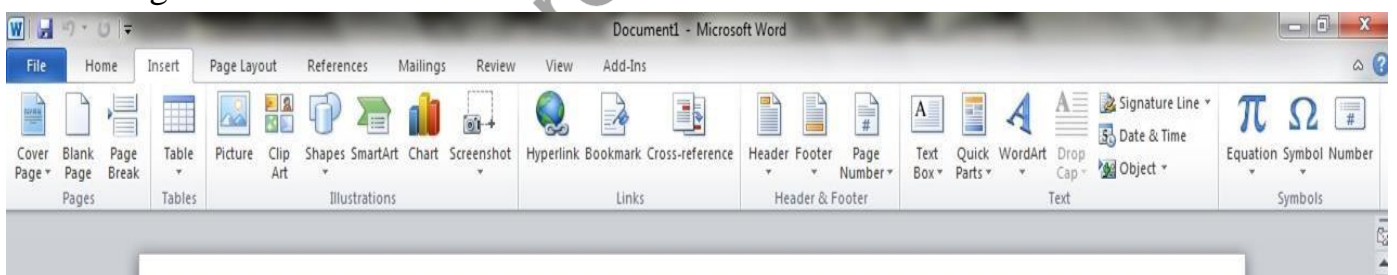 Document1 - Microsoft Word
File Home Insert Page Layout References Mailings Review View Add-Ins
Cover Page Blank Page Page Break Table Picture Clip Art Shapes SmartArt Chart Screenshot Hyperlink Bookmark Cross-reference Header Footer Page Number Text Box Quick Parts WordArt Drop Cap Signature Line Date & Time Object Equation Symbol Number
Pages Tables Illustrations Links Header & Footer Text Symbols